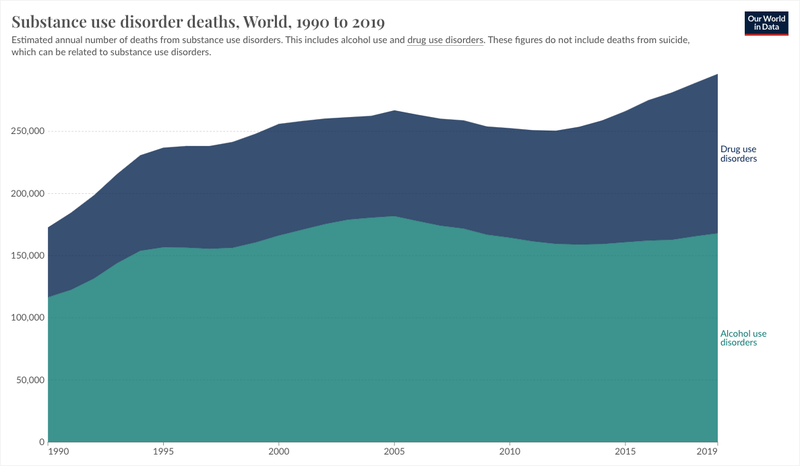 Substance use disorder deaths, World, 1990 to 2019
Our World
in Data
Estimated annual number of deaths from substance use disorders. This includes alcohol use and drug use disorders. These figures do not include deaths from suicide,
which can be related to substance use disorders.
250,000
200,000
150,000
100,000
50,000
0
Drug use
disorders
Alcohol use
disorders
1990
1995
2000
2005
2010
2015
2019